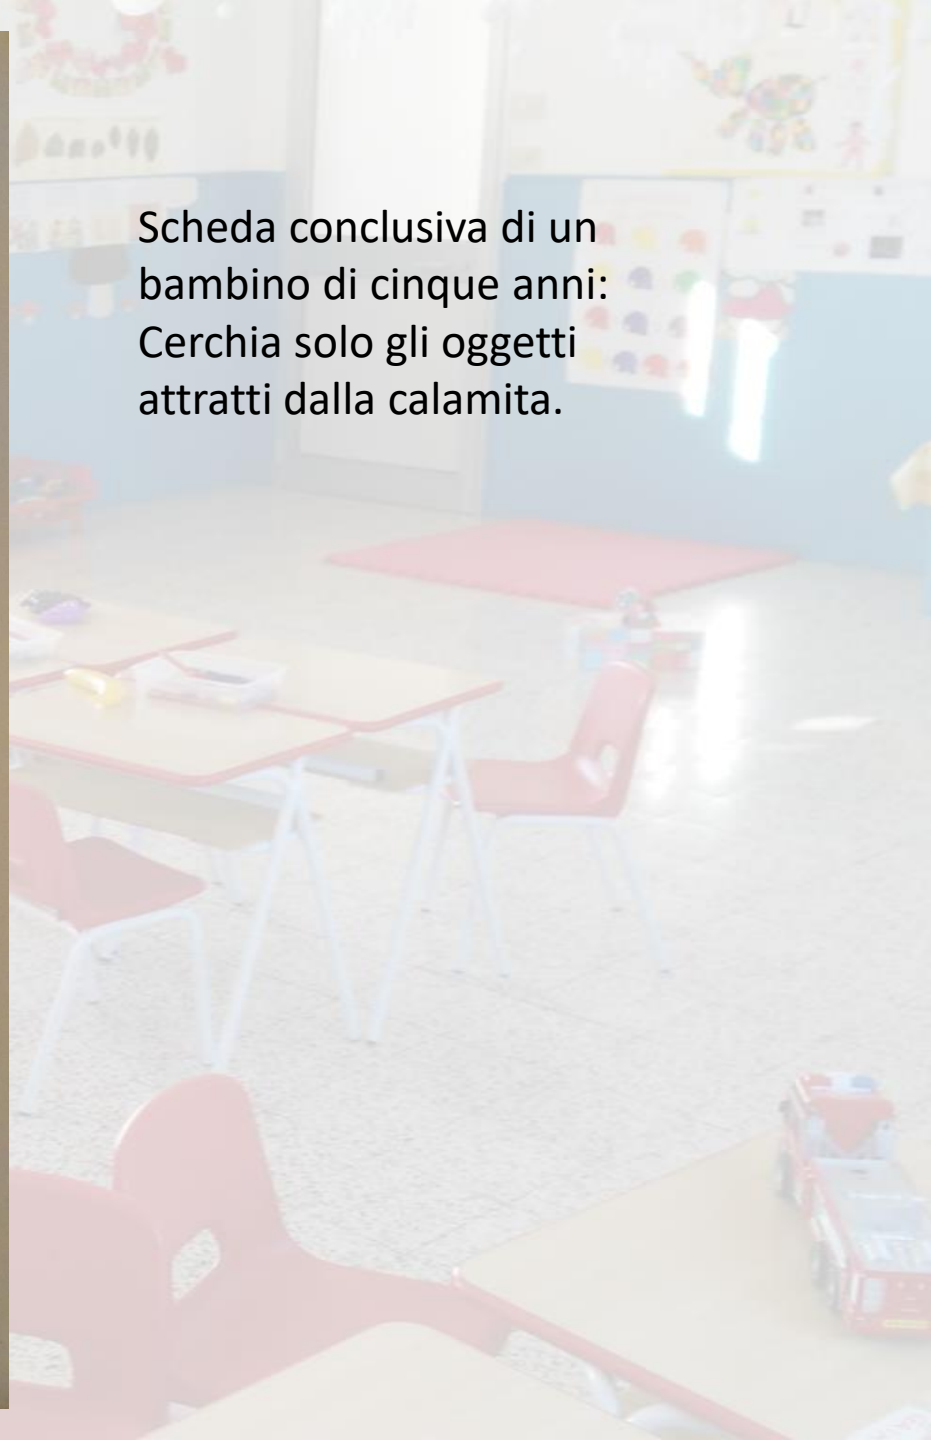 Scheda conclusiva di un
bambino di cinque anni:
Cerchia solo gli oggetti
attratti dalla calamita.